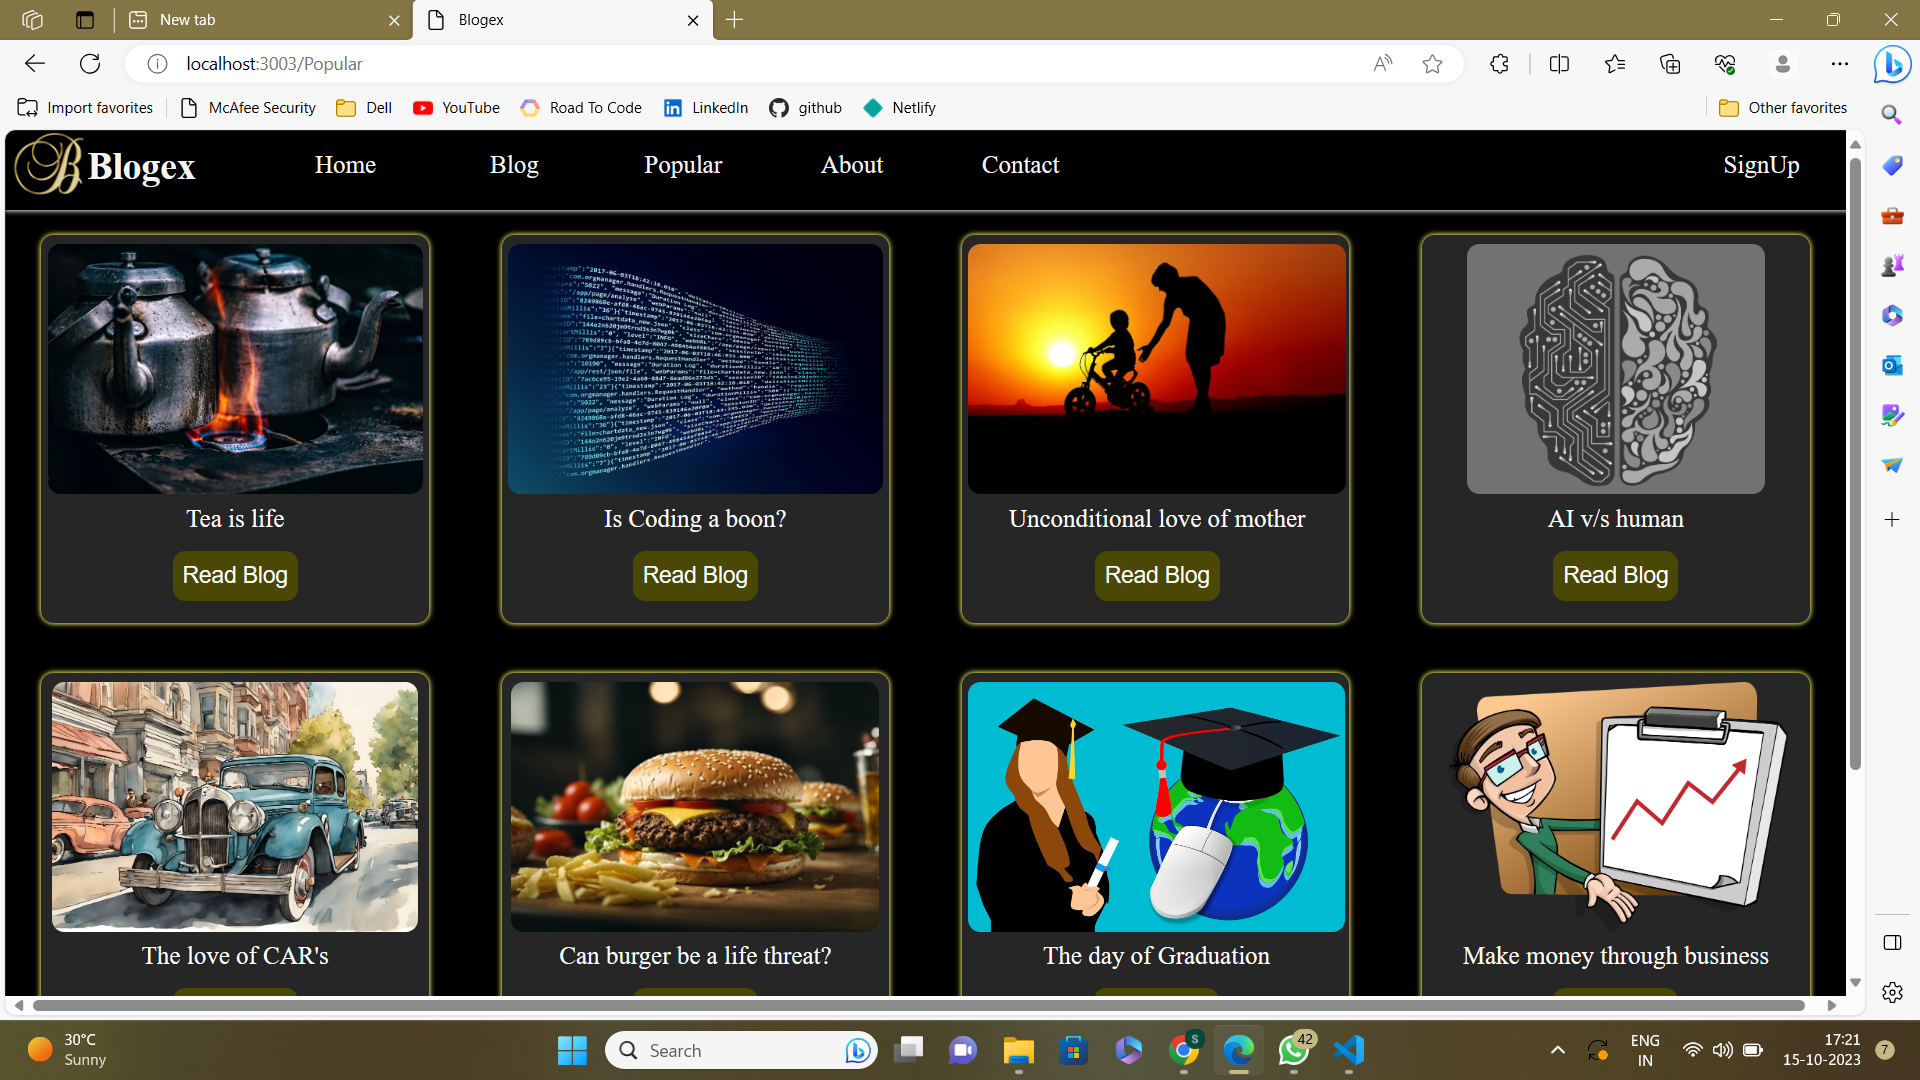 New tab
Blogex
localhost:3003/Popular
Import favorites
McAfee Security
Dell
YouTube
Road To Code
LinkedIn
github
Netlify
Other favorites
Blogex
Home
Blog
Popular
About
Contact
SignUp
Tea is life
Is Coding a boon?
Unconditional love of mother
AI v/s human
Read Blog
Read Blog
Read Blog
Read Blog
The love of CAR's
Can burger be a life threat?
The day of Graduation
Make money through business
30°C
Sunny
Search
S
42
ENG
IN
17:21
15-10-2023
7